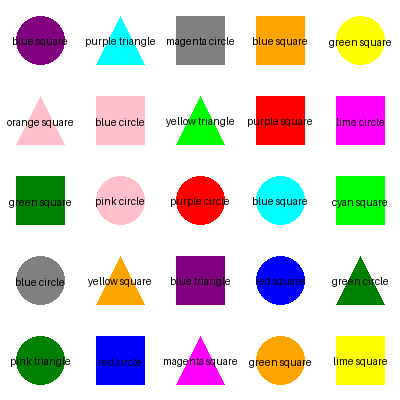 blue square
purple triangle
magenta circle
blue square
green square
orange square
blue circle
yellow triangle
purple square
lime circle
green square
pink circle
purple circle
blue square
cyan square
blue circle
yellow square
blue triangle
red square
green circle
pink triangle
red circle
magenta square
green square
lime square